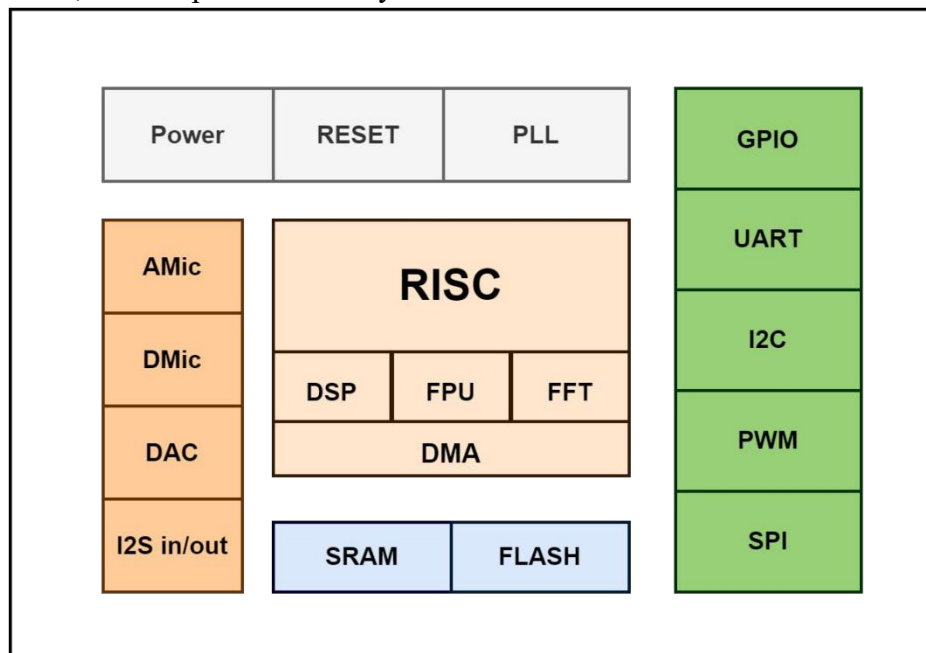 Power
RESET
PLL
AMic
DMic
DAC
I2S in/out
RISC
DSP
FPU
FFT
DMA
SRAM
FLASH
GPIO
UART
I2C
PWM
SPI